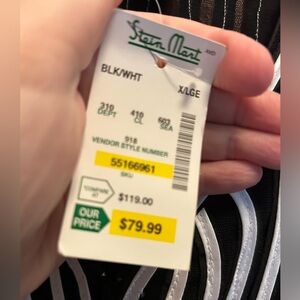 Stein Mart
BLK/WHT
X/LGE
310 410 603
DEPT CL SEA
918
VENDOR STYLE NUMBER
55166961
SKU
*COMPARE AT $119.00
OUR PRICE $79.99